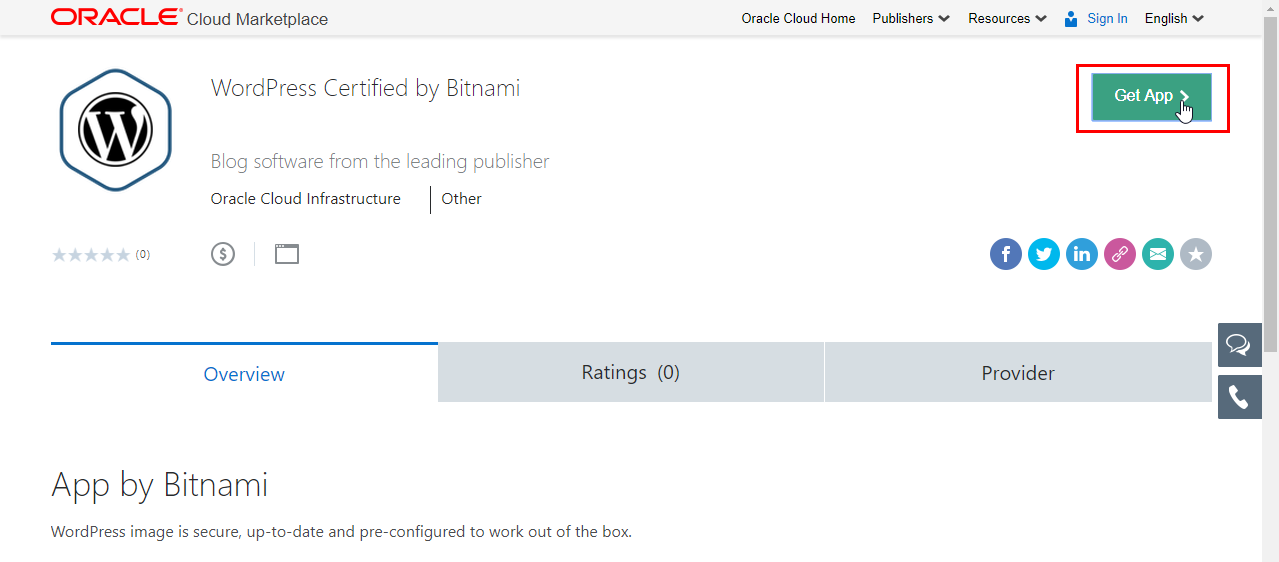 ORACLE Cloud Marketplace
Oracle Cloud Home Publishers Resources Sign In English
WordPress Certified by Bitnami
Get App
Blog software from the leading publisher
Oracle Cloud Infrastructure Other
(0)
Overview
Ratings (0)
Provider
App by Bitnami
WordPress image is secure, up-to-date and pre-configured to work out of the box.